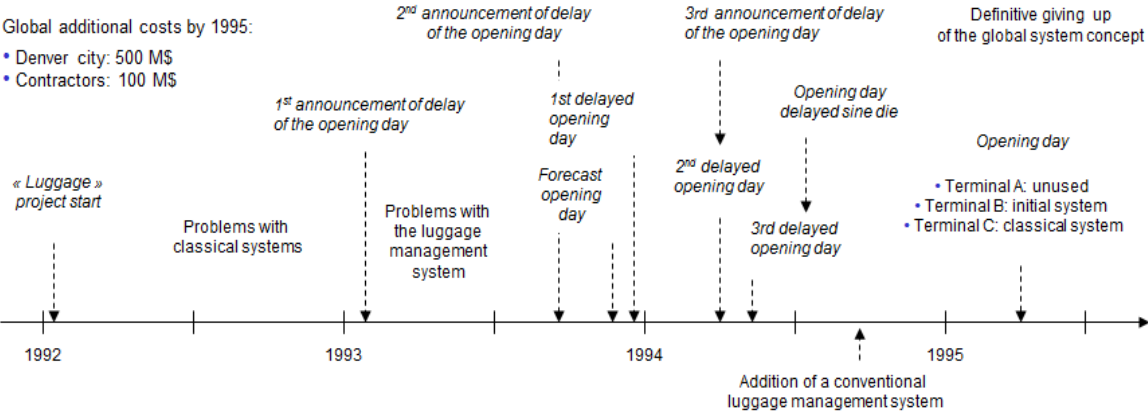 Global additional costs by 1995:
• Denver city: 500 M$
• Contractors: 100 M$
2nd announcement of delay
of the opening day
3rd announcement of delay
of the opening day
Definitive giving up
of the global system concept
1st announcement of delay
of the opening day
1st delayed
opening
day
Opening day
delayed sine die
Opening day
« Luggage »
project start
Problems with
classical systems
Problems with
the luggage
management
system
Forecast
opening
day
2nd delayed
opening day
3rd delayed
opening day
• Terminal A: unused
• Terminal B: initial system
• Terminal C: classical system
1992
1993
1994
1995
Addition of a conventional
luggage management system